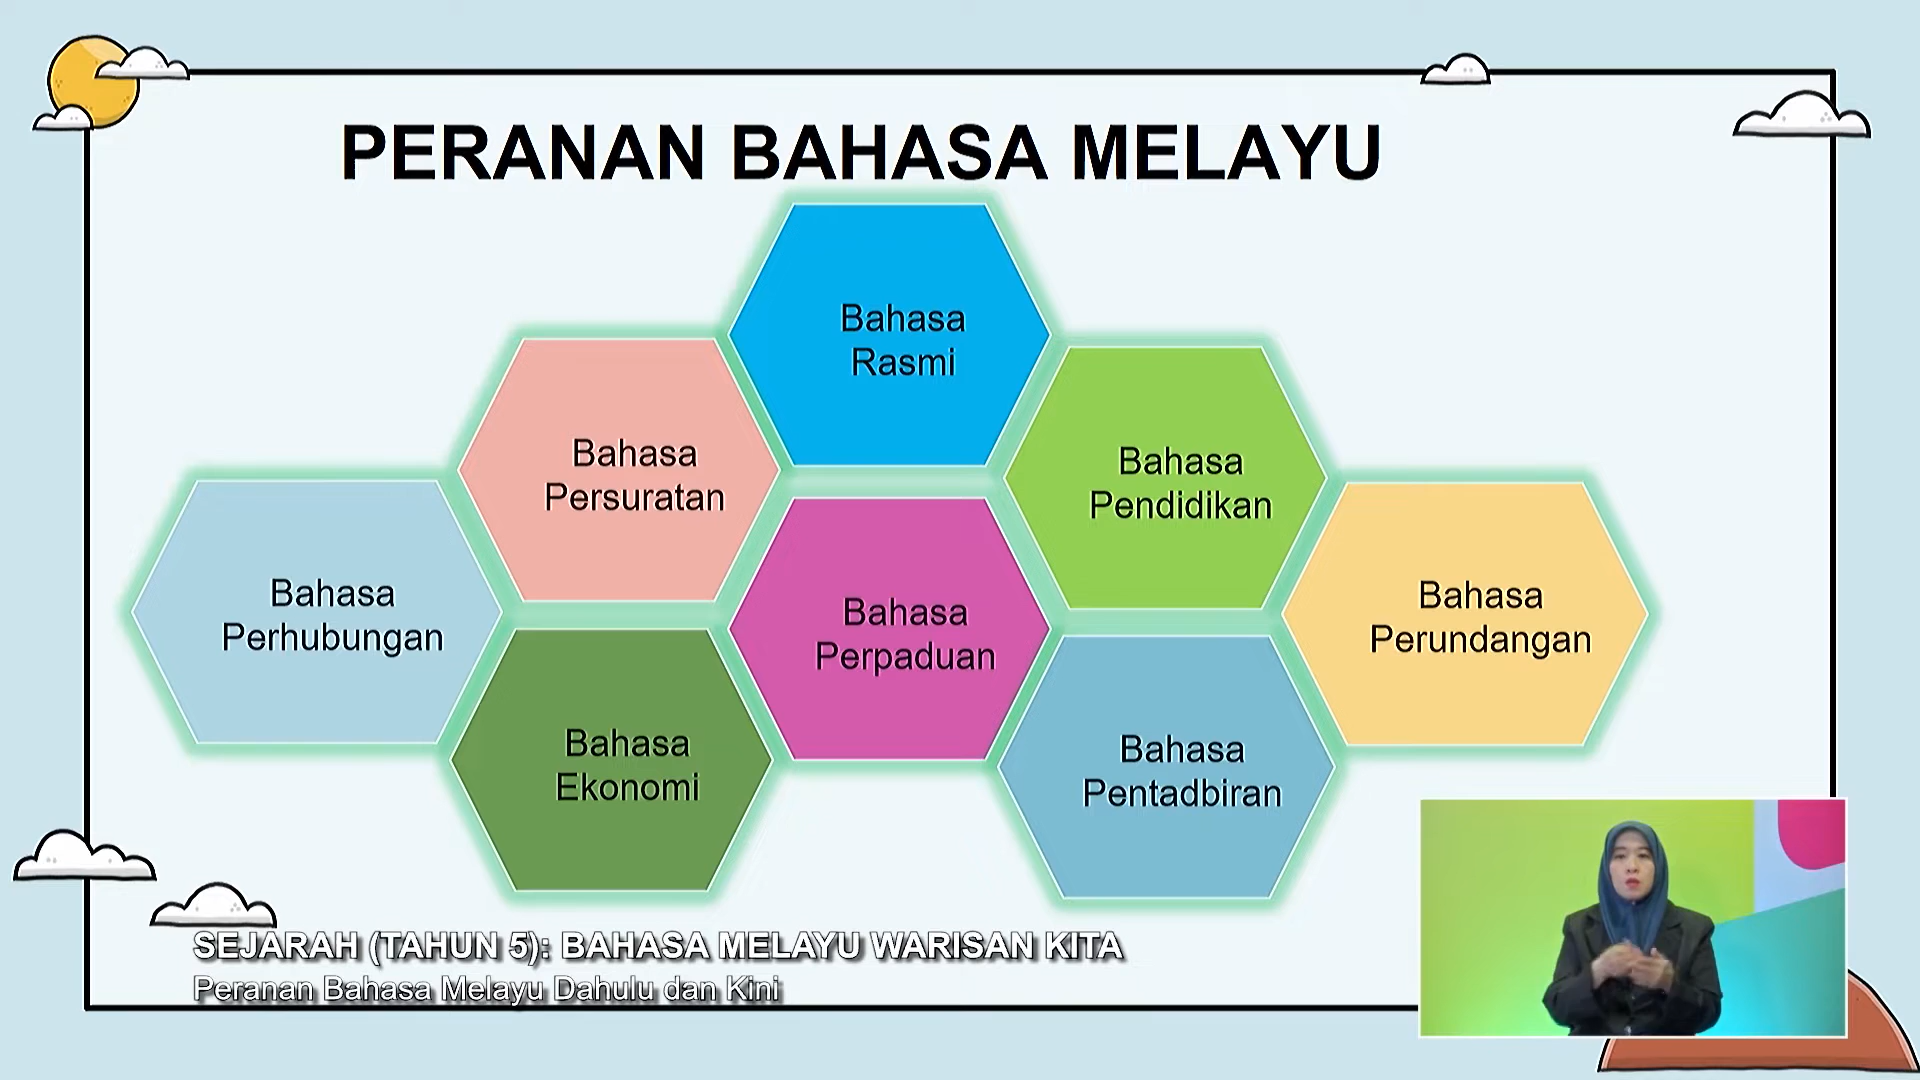 PERANAN BAHASA MELAYU
Bahasa
Rasmi
Bahasa
Persuratan
Bahasa
Pendidikan
Bahasa
Perhubungan
Bahasa
Perpaduan
Bahasa
Perundangan
Bahasa
Ekonomi
Bahasa
Pentadbiran
SEJARAH (TAHUN 5): BAHASA MELAYU WARISAN KITA
Peranan Bahasa Melayu Dahulu dan Kini